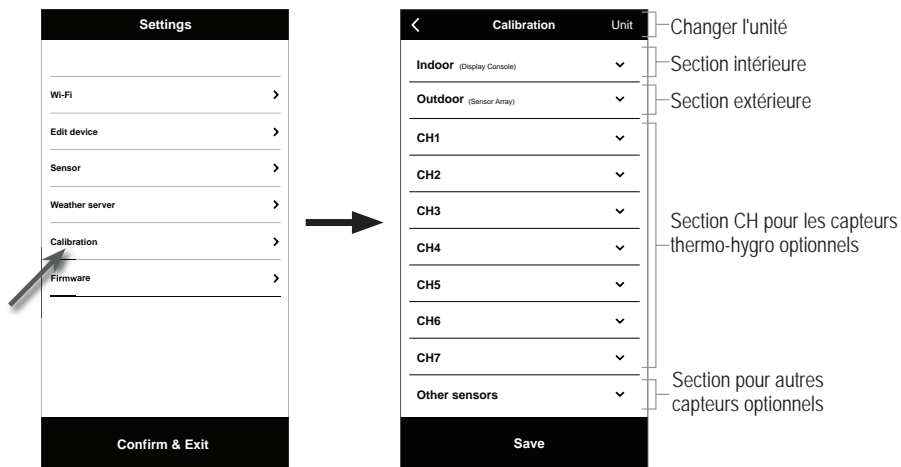 Settings
Wi-Fi
Edit device
Sensor
Weather server
Calibration
Firmware
Confirm & Exit
Calibration Unit
Indoor (Display Console)
Outdoor (Sensor Array)
CH1
CH2
CH3
CH4
CH5
CH6
CH7
Other sensors
Save
Changer l'unité
Section intérieure
Section extérieure
Section CH pour les capteurs
thermo-hygro optionnels
Section pour autres
capteurs optionnels